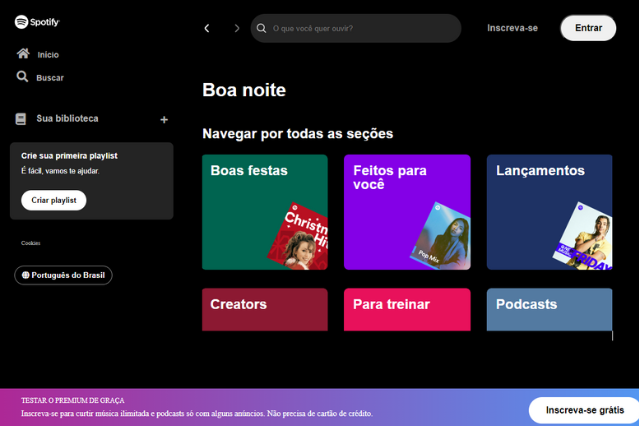 Spotify
O que você quer ouvir?
Inscreva-se
Entrar
Início
Buscar
Sua biblioteca
+
Crie sua primeira playlist
É fácil, vamos te ajudar.
Criar playlist
Cookies
Português do Brasil
Boa noite
Navegar por todas as seções
Boas festas
Feitos para
você
Lançamentos
Pop Mix
FRIDAY
Creators
Para treinar
Podcasts
TESTAR O PREMIUM DE GRAÇA
Inscreva-se para curtir música ilimitada e podcasts só com alguns anúncios. Não precisa de cartão de crédito.
Inscreva-se grátis